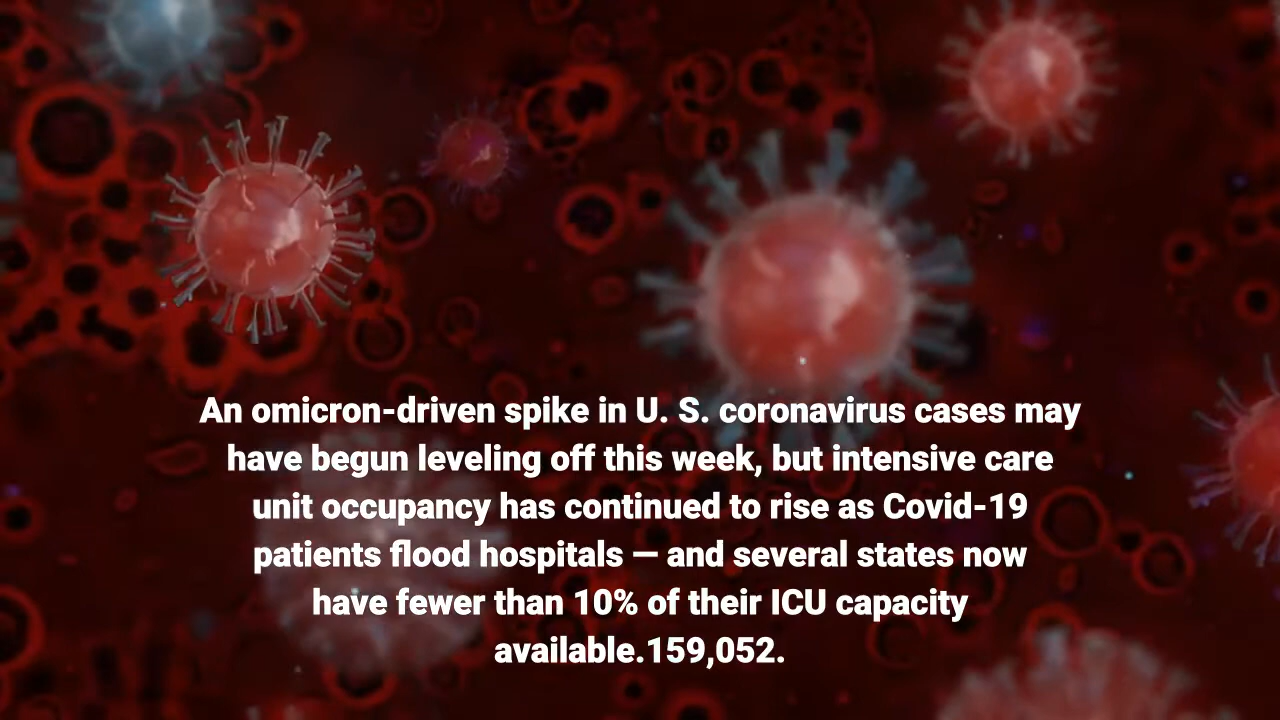 An omicron-driven spike in U. S. coronavirus cases may
have begun leveling off this week, but intensive care
unit occupancy has continued to rise as Covid-19
patients flood hospitals — and several states now
have fewer than 10% of their ICU capacity
available.159,052.